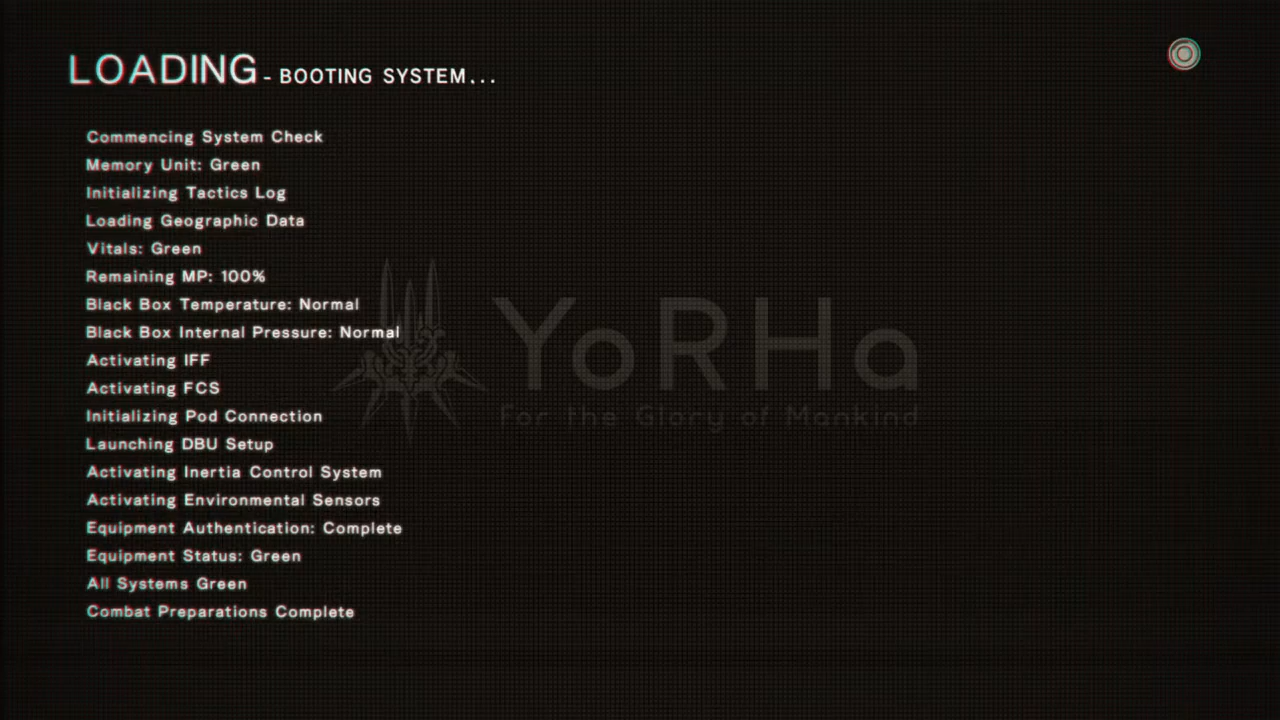 LOADING - BOOTING SYSTEM...
Commencing System Check
Memory Unit: Green
Initializing Tactics Log
Loading Geographic Data
Vitals: Green
Remaining MP: 100%
Black Box Temperature: Normal
Black Box Internal Pressure: Normal
Activating IFF
Activating FCS
Initializing Pod Connection
Launching DBU Setup
Activating Inertia Control System
Activating Environmental Sensors
Equipment Authentication: Complete
Equipment Status: Green
All Systems Green
Combat Preparations Complete
YoRHa
For the Glory of Mankind